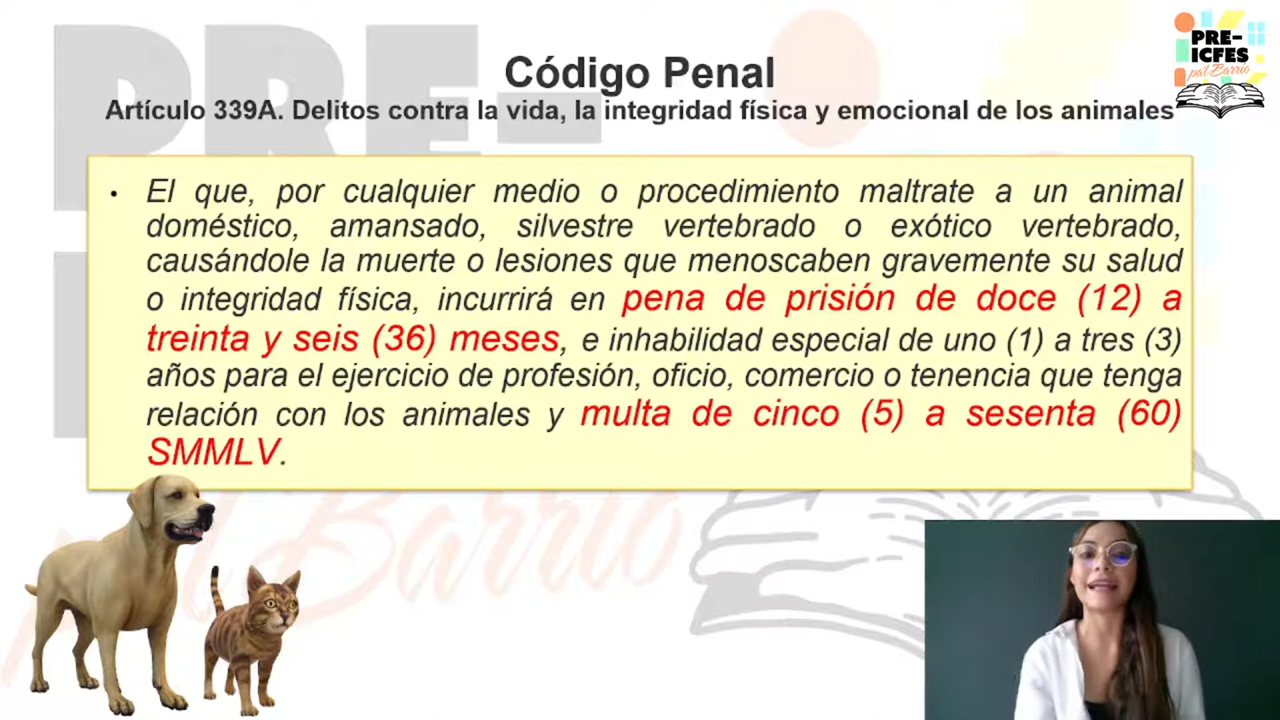 PRE-
ICFES
pa'l Barrio
Código Penal
Artículo 339A. Delitos contra la vida, la integridad física y emocional de los animales
• El que, por cualquier medio o procedimiento maltrate a un animal
doméstico, amansado, silvestre vertebrado o exótico vertebrado,
causándole la muerte o lesiones que menoscaben gravemente su salud
o integridad física, incurrirá en pena de prisión de doce (12) a
treinta y seis (36) meses, e inhabilidad especial de uno (1) a tres (3)
años para el ejercicio de profesión, oficio, comercio o tenencia que tenga
relación con los animales y multa de cinco (5) a sesenta (60)
SMMLV.
PRE-
pa'l Barrio